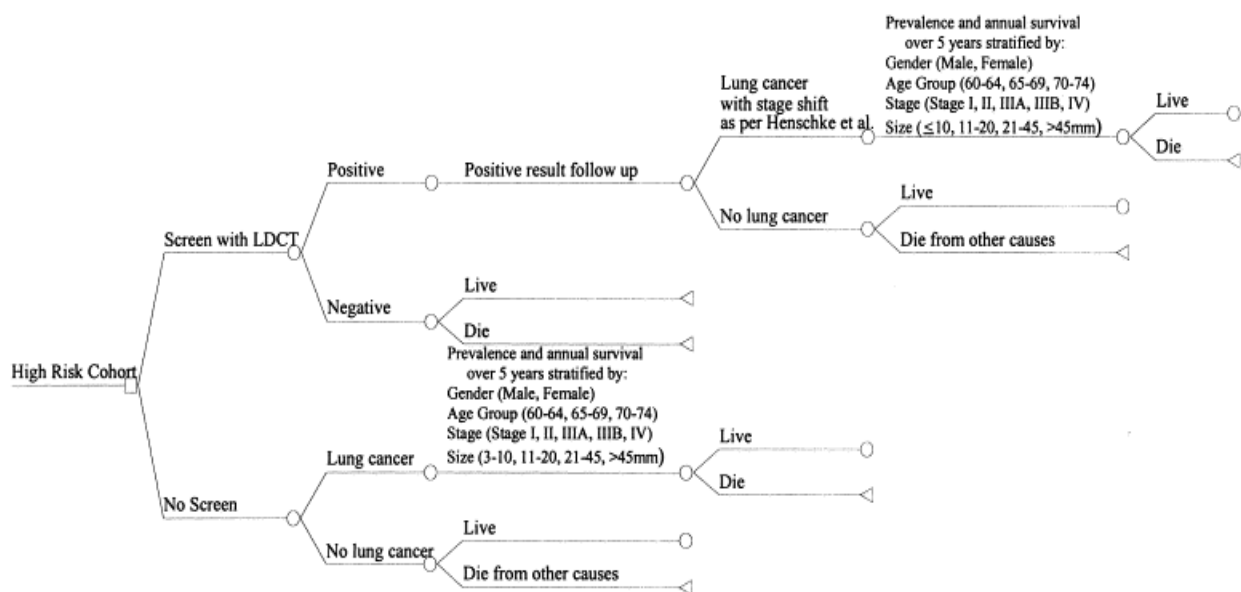 Prevalence and annual survival
over 5 years stratified by:
Gender (Male, Female)
Age Group (60-64, 65-69, 70-74)
Stage (Stage I, II, IIIA, IIIB, IV)
Size (≤10, 11-20, 21-45, >45mm)
Lung cancer
with stage shift
as per Henschke et al.
Live
Die
Positive
Positive result follow up
No lung cancer
Live
Die from other causes
Screen with LDCT
Negative
Live
Die
High Risk Cohort
Prevalence and annual survival
over 5 years stratified by:
Gender (Male, Female)
Age Group (60-64, 65-69, 70-74)
Stage (Stage I, II, IIIA, IIIB, IV)
Size (3-10, 11-20, 21-45, >45mm)
Lung cancer
Live
Die
No Screen
No lung cancer
Live
Die from other causes